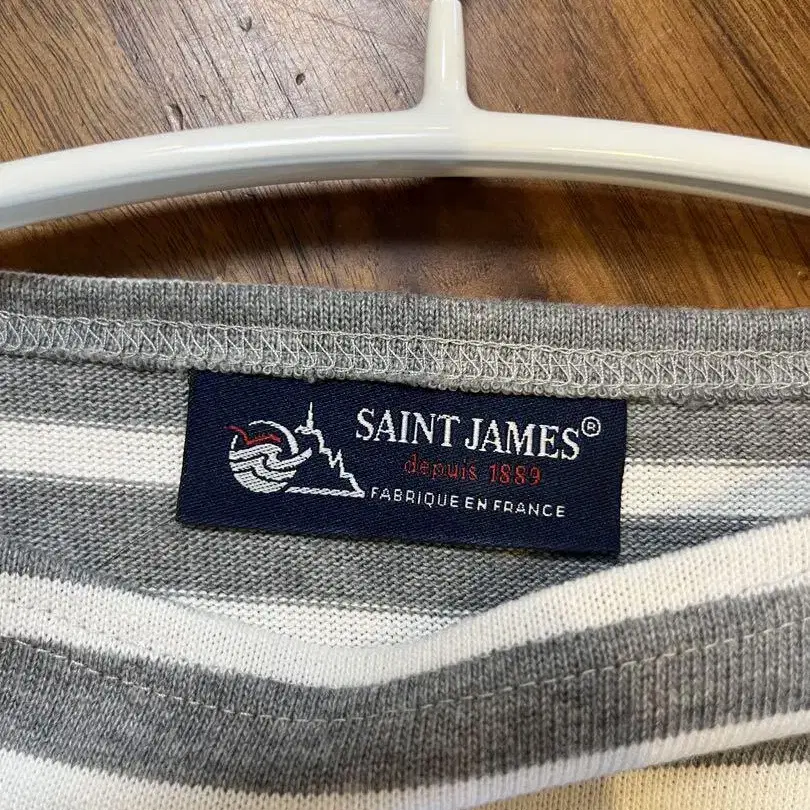 SAINT JAMES®
depuis 1889
FABRIQUE EN FRANCE